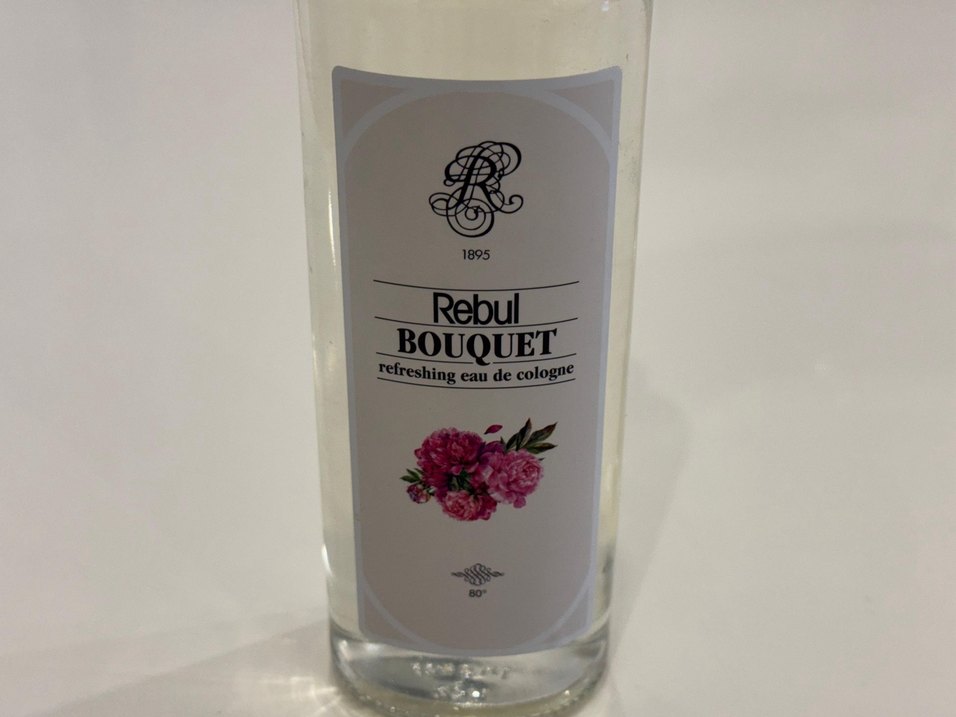 R
1895
Rebul
BOUQUET
refreshing eau de cologne
80°